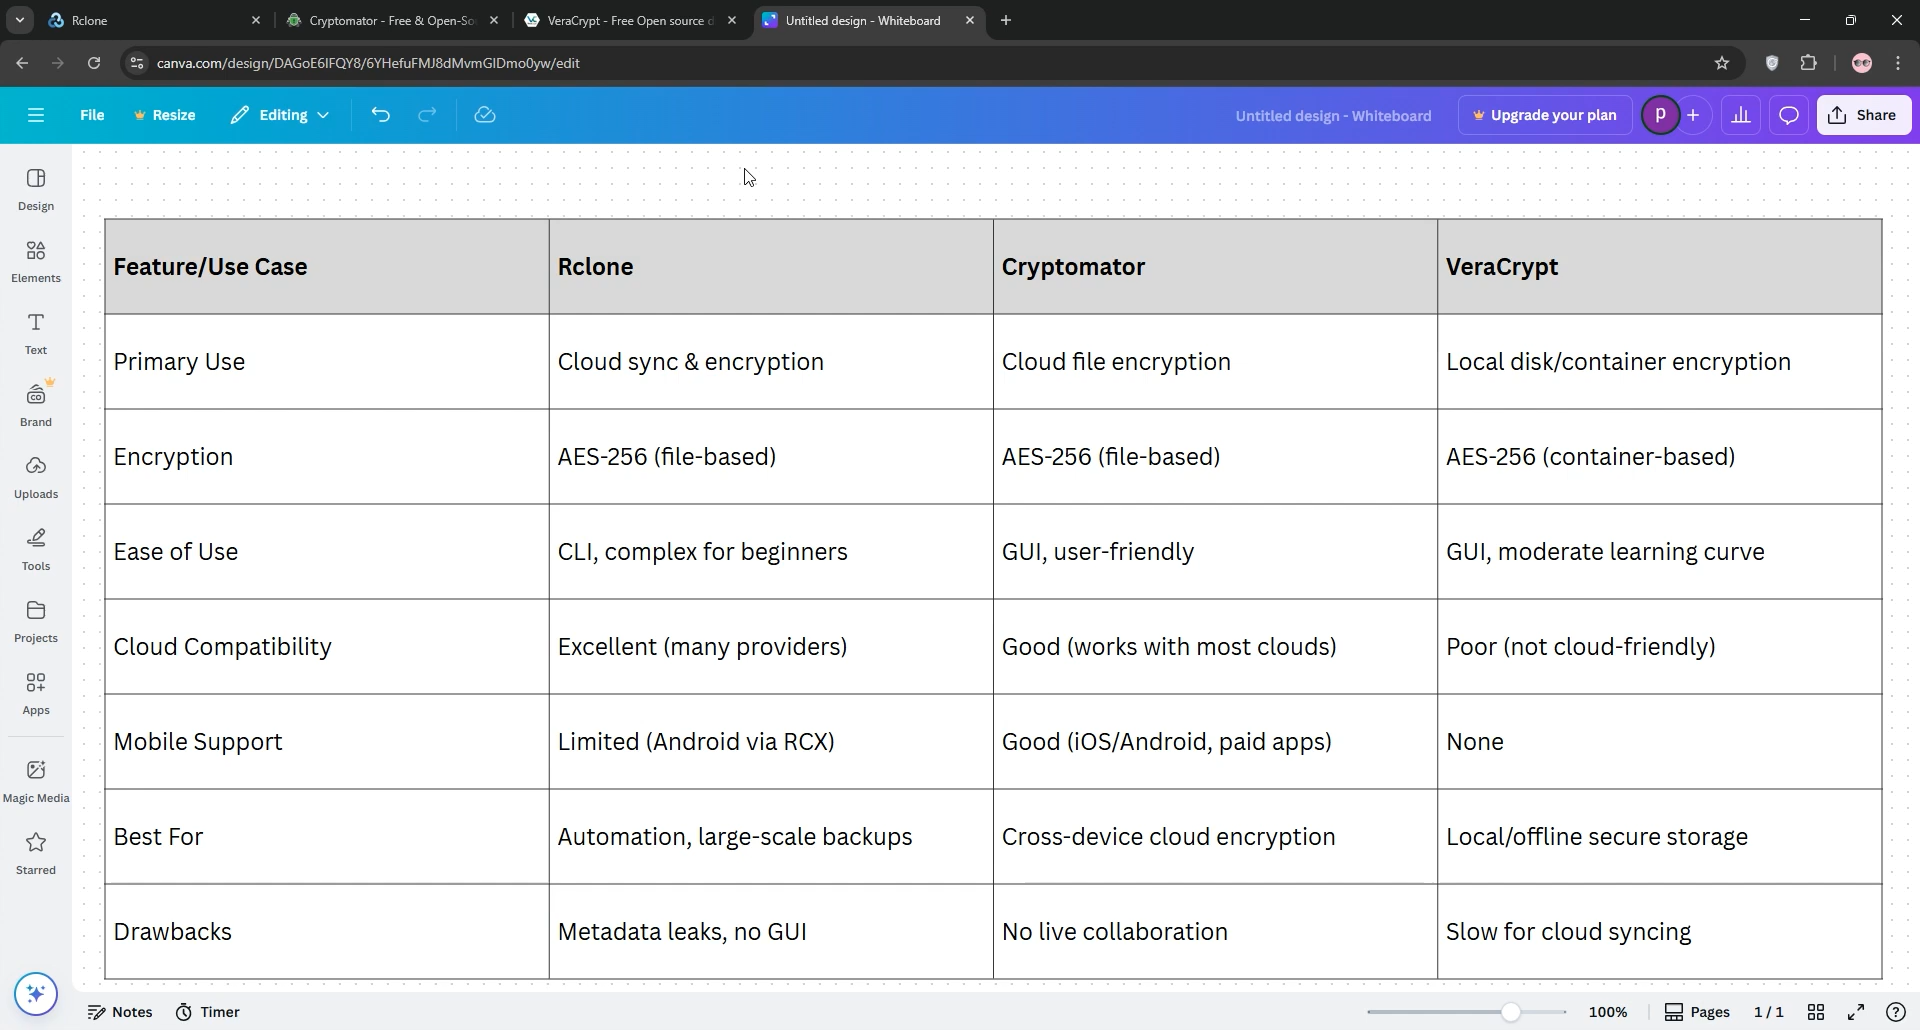 Rclone
Cryptomator - Free & Open-So
VeraCrypt - Free Open source d
Untitled design - Whiteboard
canva.com/design/DAGoE6IFQY8/6YHefuFMJ8dMvmGIDmo0yw/edit
File
Resize
Editing
Untitled design - Whiteboard
Upgrade your plan
P
Share
Design
Elements
Text
Brand
Uploads
Tools
Projects
Apps
Magic Media
Starred
Feature/Use Case Rclone Cryptomator VeraCrypt
Primary Use Cloud sync & encryption Cloud file encryption Local disk/container encryption
Encryption AES-256 (file-based) AES-256 (file-based) AES-256 (container-based)
Ease of Use CLI, complex for beginners GUI, user-friendly GUI, moderate learning curve
Cloud Compatibility Excellent (many providers) Good (works with most clouds) Poor (not cloud-friendly)
Mobile Support Limited (Android via RCX) Good (iOS/Android, paid apps) None
Best For Automation, large-scale backups Cross-device cloud encryption Local/offline secure storage
Drawbacks Metadata leaks, no GUI No live collaboration Slow for cloud syncing
Notes
Timer
100%
Pages
1 / 1